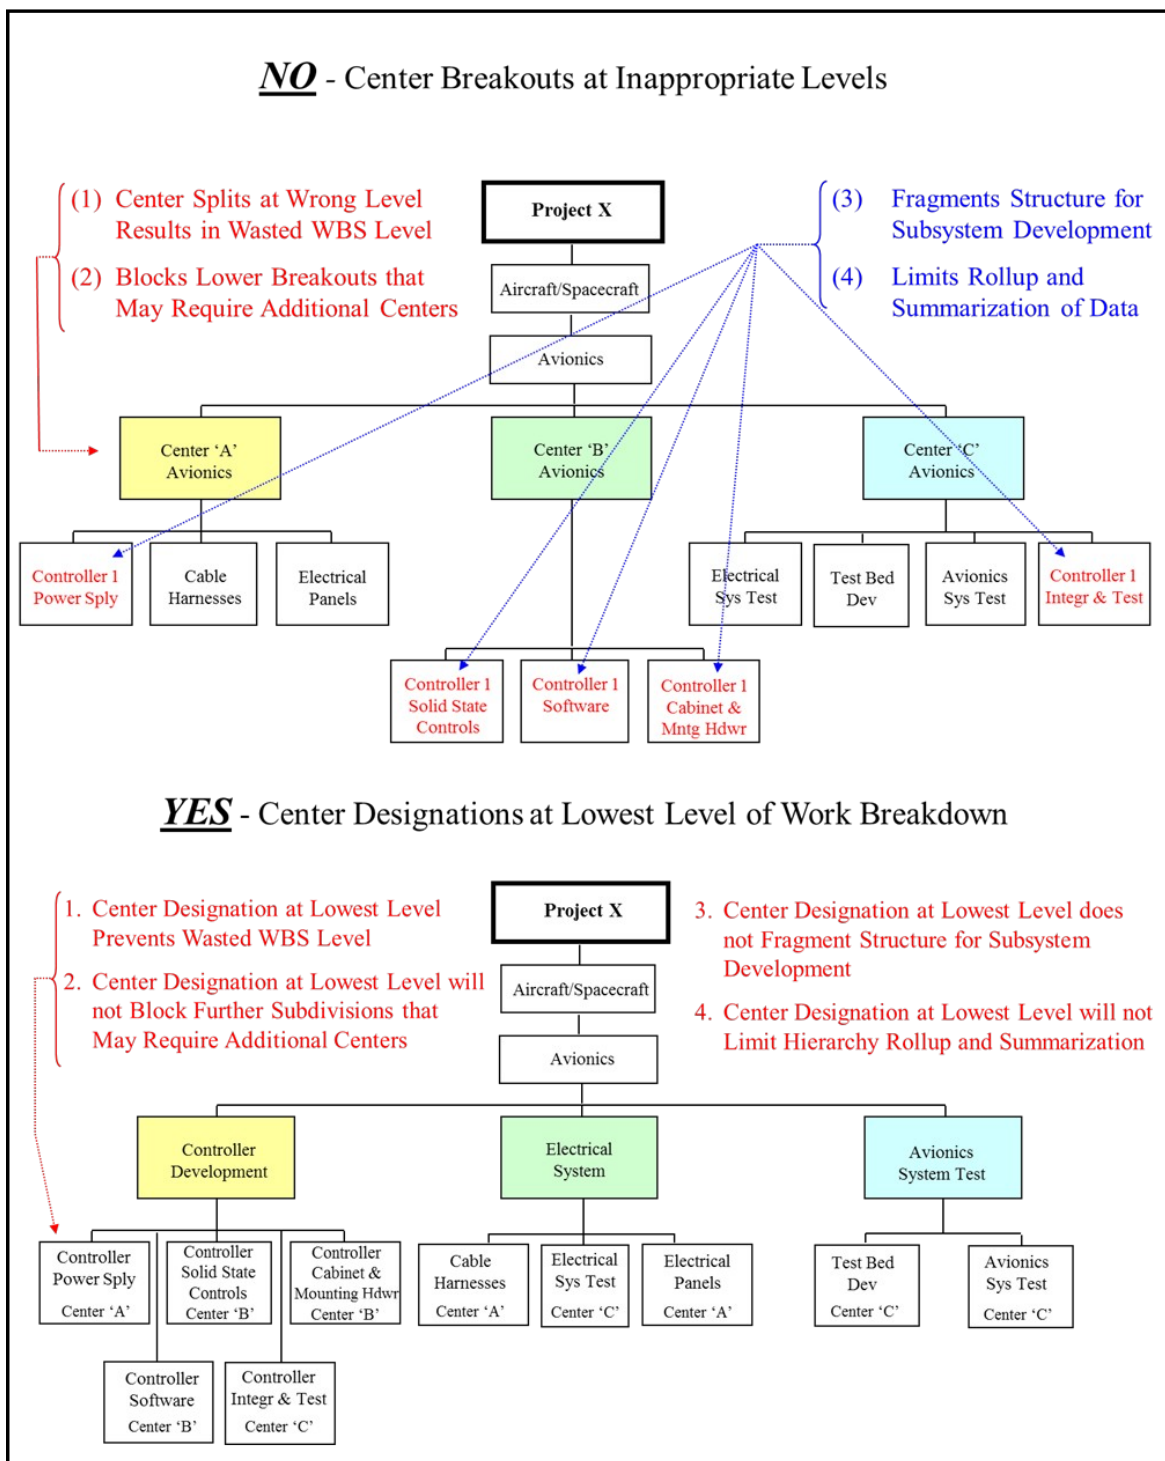 NO - Center Breakouts at Inappropriate Levels
(1) Center Splits at Wrong Level
Results in Wasted WBS Level
(2) Blocks Lower Breakouts that
May Require Additional Centers
Project X
(3) Fragments Structure for
Subsystem Development
(4) Limits Rollup and
Summarization of Data
Aircraft/Spacecraft
Avionics
Center ‘A’
Avionics
Center ‘B’
Avionics
Center ‘C’
Avionics
Controller 1
Power Sply
Cable
Harnesses
Electrical
Panels
Electrical
Sys Test
Test Bed
Dev
Avionics
Sys Test
Controller 1
Integr & Test
Controller 1
Solid State
Controls
Controller 1
Software
Controller 1
Cabinet &
Mntg Hdwr
YES - Center Designations at Lowest Level of Work Breakdown
1. Center Designation at Lowest Level
Prevents Wasted WBS Level
2. Center Designation at Lowest Level will
not Block Further Subdivisions that
May Require Additional Centers
Project X
3. Center Designation at Lowest Level does
not Fragment Structure for Subsystem
Development
4. Center Designation at Lowest Level will not
Limit Hierarchy Rollup and Summarization
Aircraft/Spacecraft
Avionics
Controller
Development
Electrical
System
Avionics
System Test
Controller
Power Sply
Center ‘A’
Controller
Solid State
Controls
Center ‘B’
Controller
Cabinet &
Mounting Hdwr
Center ‘B’
Cable
Harnesses
Center ‘A’
Electrical
Sys Test
Center ‘C’
Electrical
Panels
Center ‘A’
Test Bed
Dev
Center ‘C’
Avionics
Sys Test
Center ‘C’
Controller
Software
Center ‘B’
Controller
Integr & Test
Center ‘C’